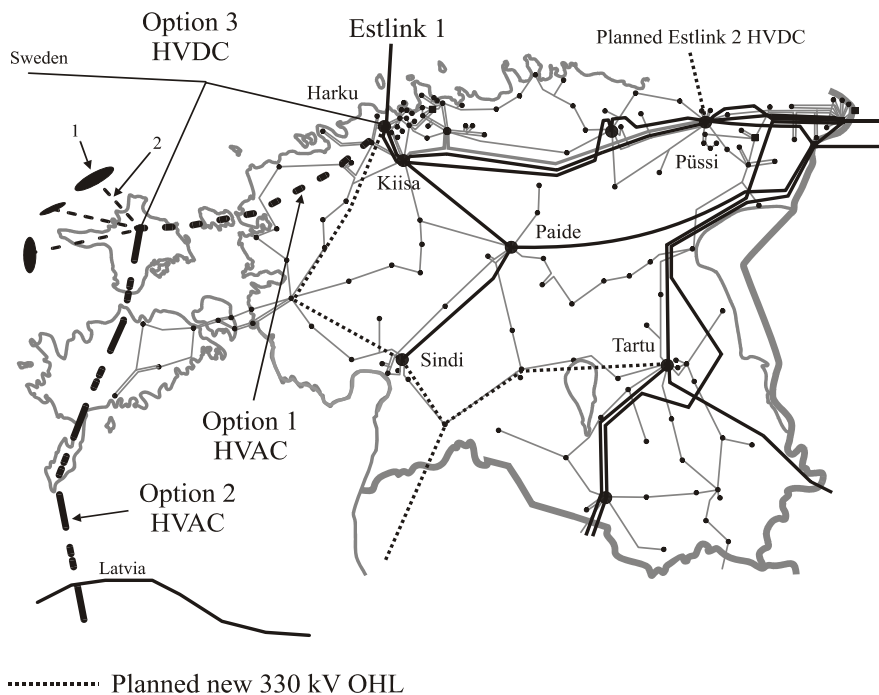 Option 3
HVDC
Estlink 1
Planned Estlink 2 HVDC
Sweden
Harku
1
2
Püssi
Kiisa
Paide
Tartu
Sindi
Option 1
HVAC
Option 2
HVAC
Latvia
Planned new 330 kV OHL